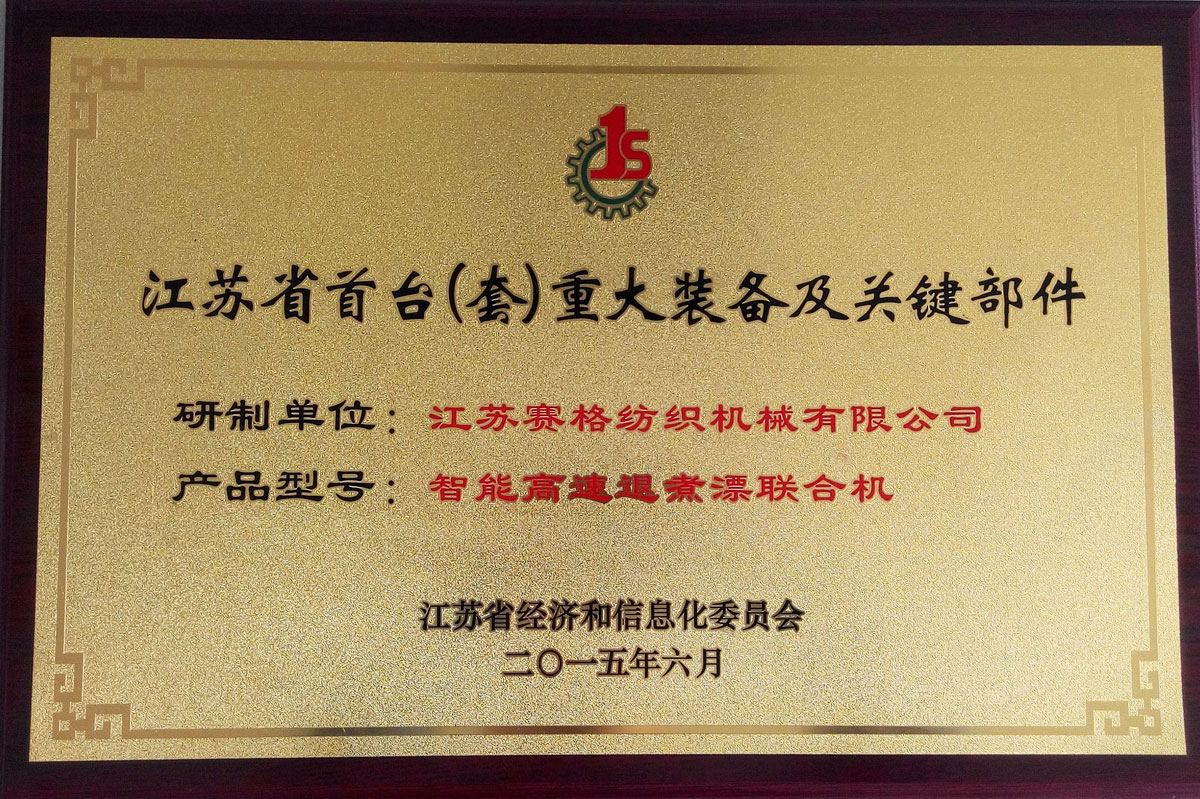 1S
江苏省首台(套)重大装备及关键部件
研制单位：江苏赛格纺织机械有限公司
产品型号：智能高速退煮漂联合机
江苏省经济和信息化委员会
二〇一五年六月